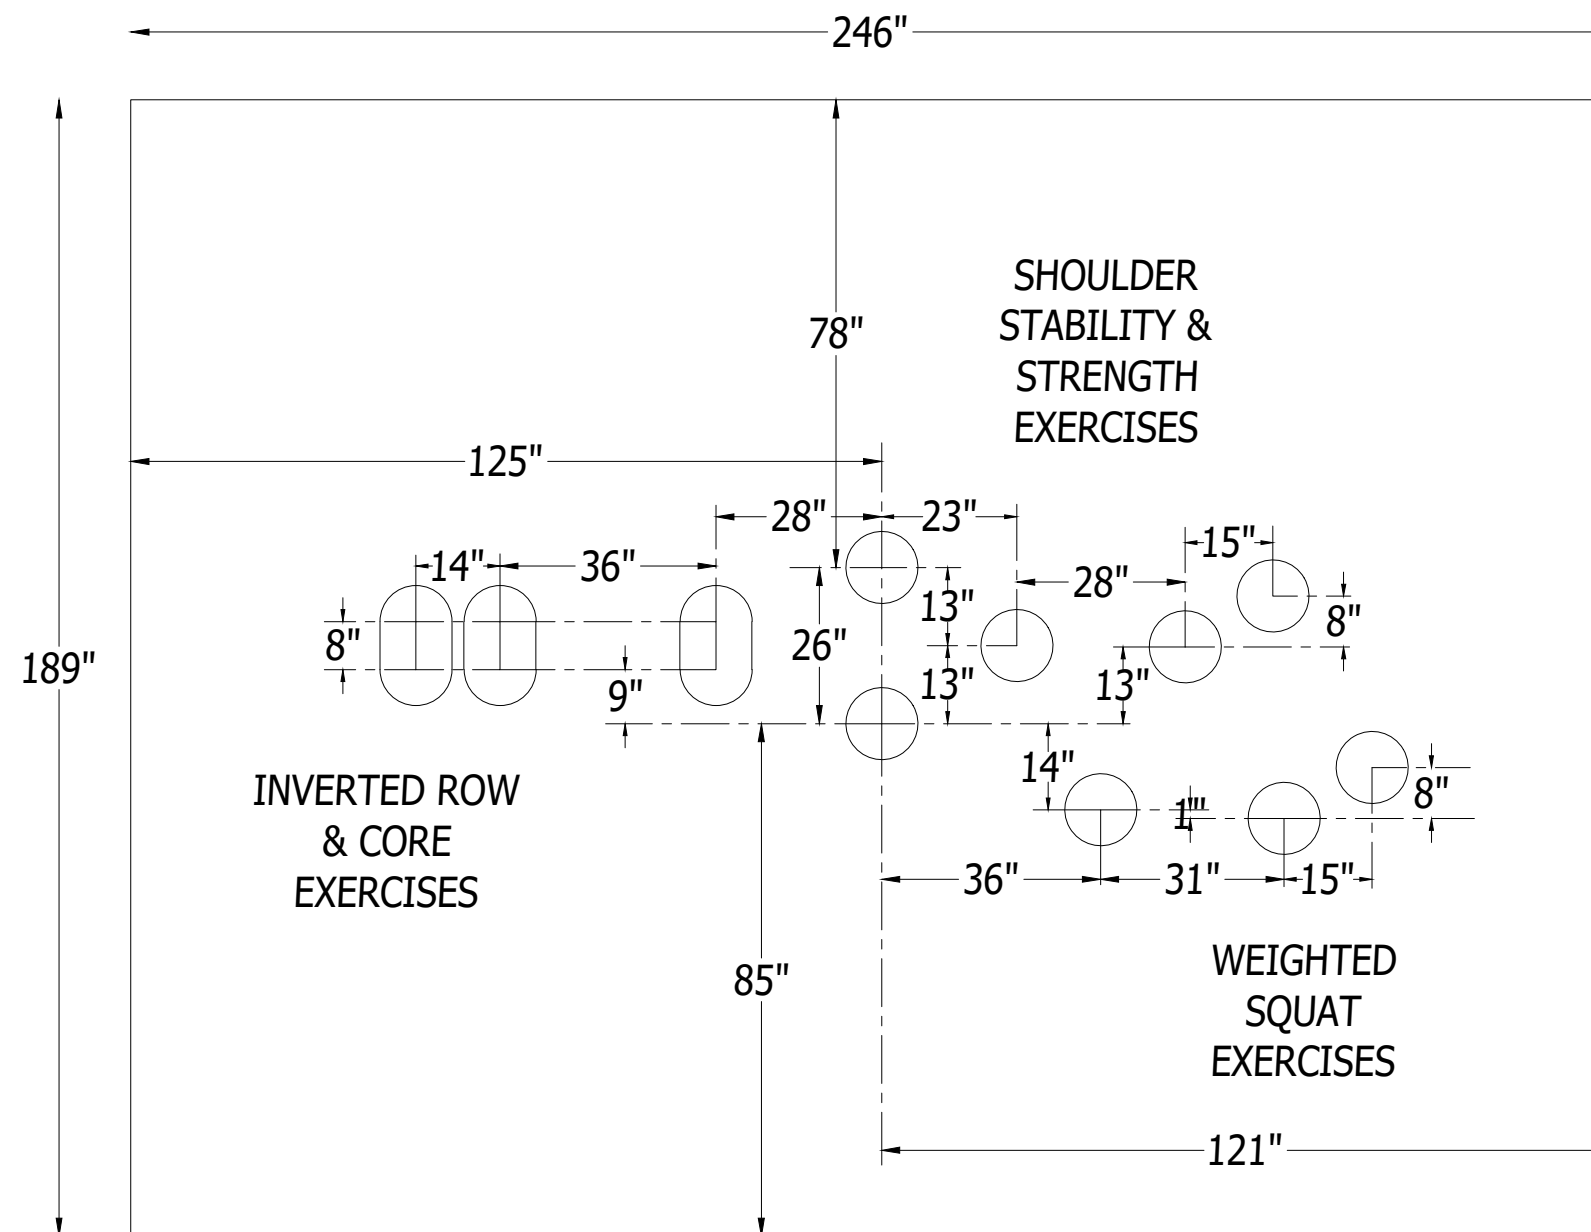 246"
SHOULDER
STABILITY &
STRENGTH
EXERCISES
78"
125"
28"
23"
15"
14"
36"
28"
13"
8"
8"
26"
189"
9"
13"
13"
14"
INVERTED ROW
& CORE
EXERCISES
1"
8"
36"
31"
15"
85"
WEIGHTED
SQUAT
EXERCISES
121"